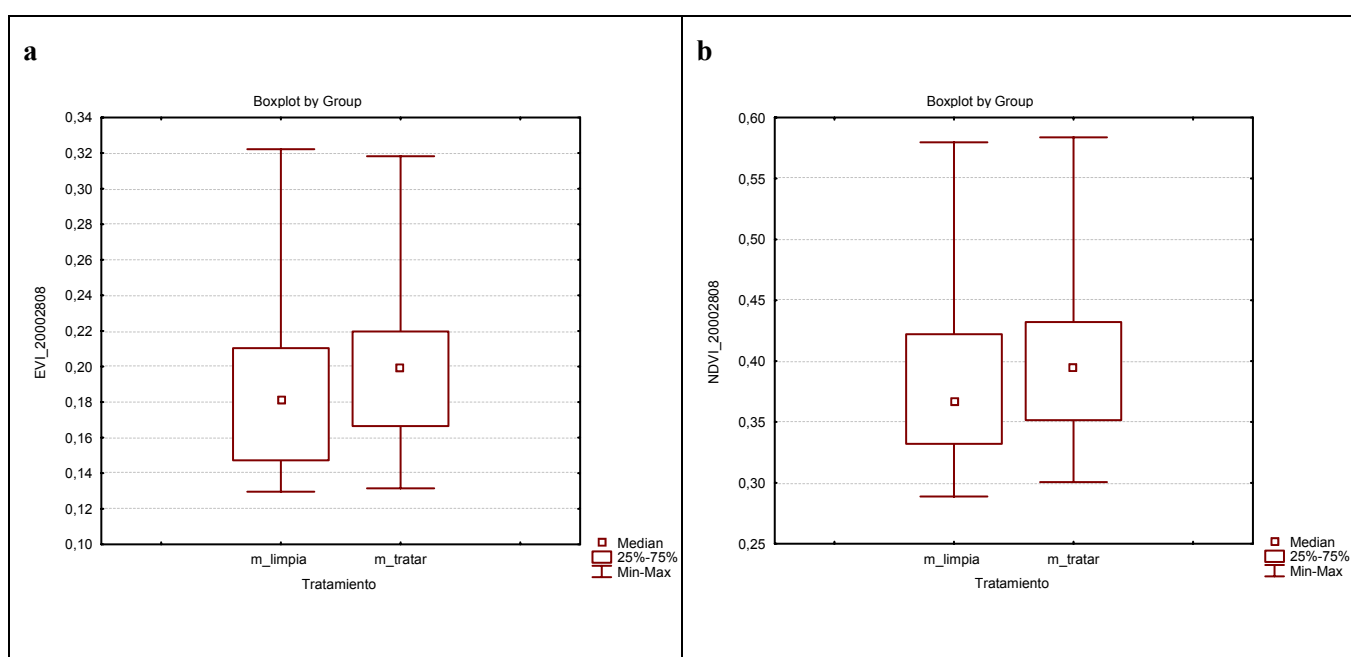 a
Boxplot by Group
0,34
0,32
0,30
0,28
0,26
0,24
0,22
0,20
0,18
0,16
0,14
0,12
0,10
EVI_20002808
m_limpia m_tratar
Tratamiento
Median
25%-75%
Min-Max
b
Boxplot by Group
0,60
0,55
0,50
0,45
0,40
0,35
0,30
0,25
NDVI_20002808
m_limpia m_tratar
Tratamiento
Median
25%-75%
Min-Max